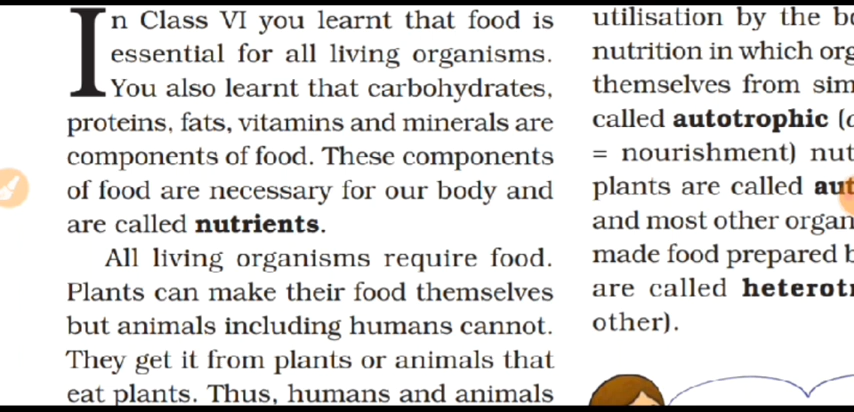 In Class VI you learnt that food is
essential for all living organisms.
You also learnt that carbohydrates,
proteins, fats, vitamins and minerals are
components of food. These components
of food are necessary for our body and
are called nutrients.
All living organisms require food.
Plants can make their food themselves
but animals including humans cannot.
They get it from plants or animals that
eat plants. Thus, humans and animals
utilisation by the
nutrition in which
themselves from
called autotrophic (
= nourishment)
plants are called
and most other
made food prepared
are called
other).